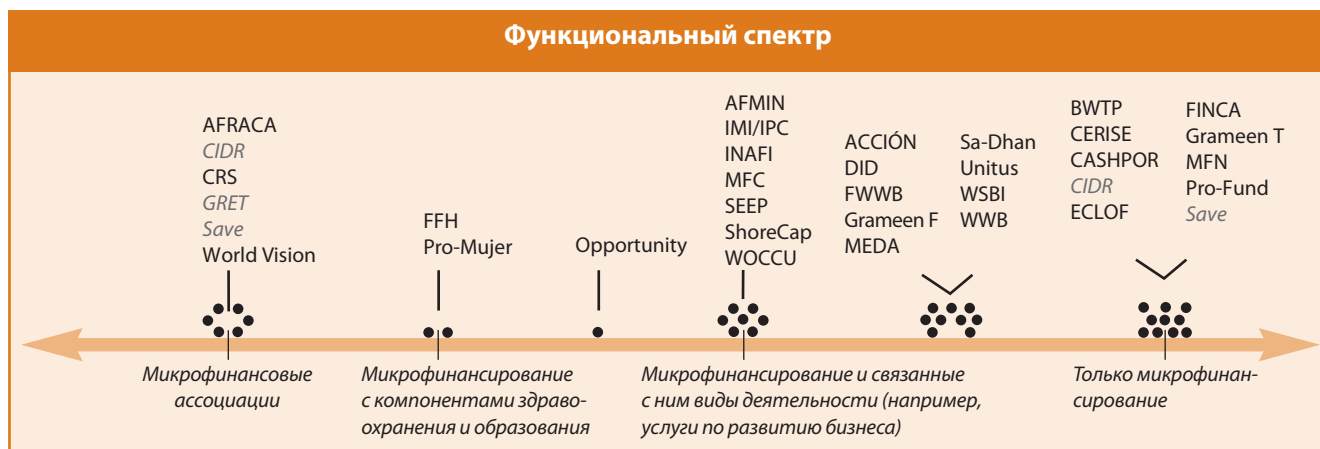 Функциональный спектр
AFRACA
CIDR
CRS
GRET
Save
World Vision
FFH
Pro-Mujer
Opportunity
AFMIN
IMI/IPC
INAFI
MFC
SEEP
ShoreCap
WOCCU
ACCIÓN
DID
FWWB
Grameen F
MEDA
Sa-Dhan
Unitus
WSBI
WWB
BWTP
CERISE
CASHPOR
CIDR
ECLOF
FINCA
Grameen T
MFN
Pro-Fund
Save
Микрофинансовые
ассоциации
Микрофинансирование
с компонентами здраво-
охранения и образования
Микрофинансирование и связанные
с ним виды деятельности (например,
услуги по развитию бизнеса)
Только микрофинан-
сирование